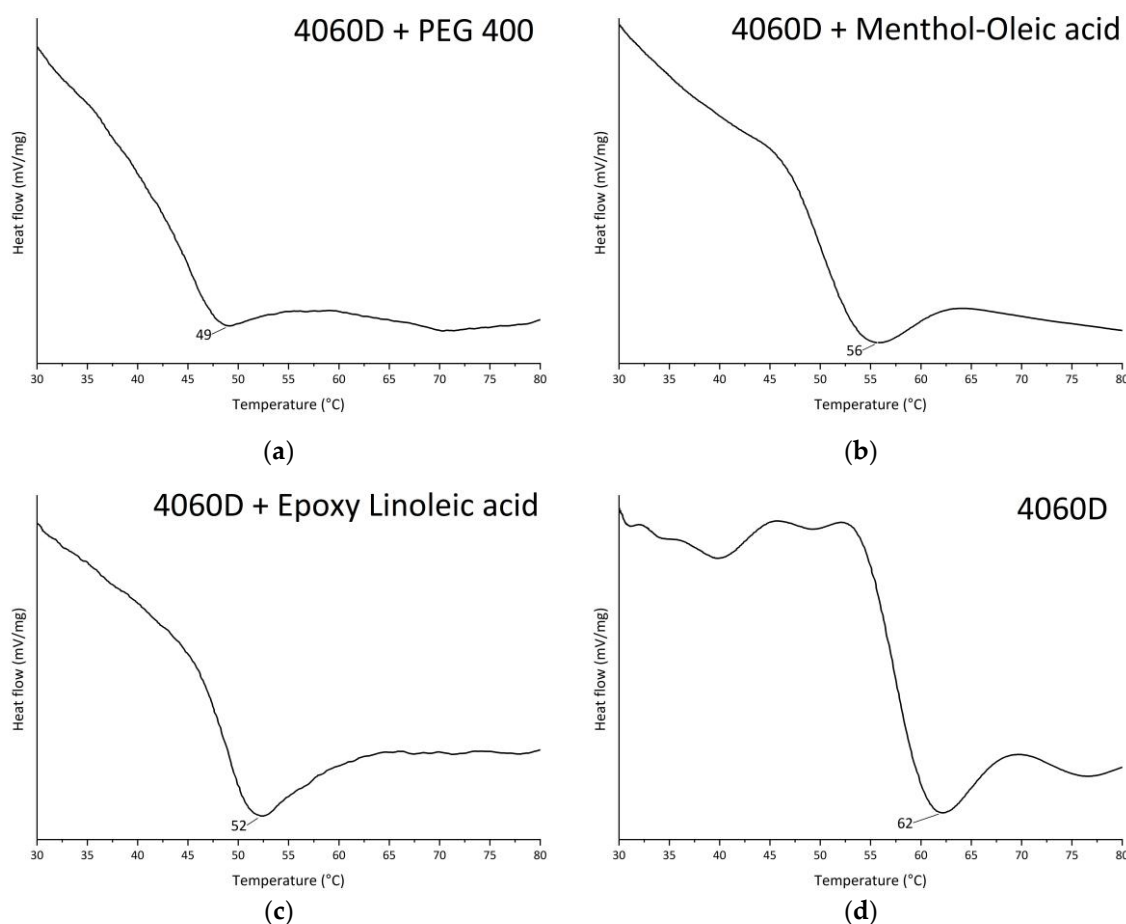 4060D + PEG 400
Heat flow (mV/mg)
49
30 35 40 45 50 55 60 65 70 75 80
Temperature (°C)
(a)
4060D + Menthol-Oleic acid
Heat flow (mV/mg)
56
30 35 40 45 50 55 60 65 70 75 80
Temperature (°C)
(b)
4060D + Epoxy Linoleic acid
Heat flow (mV/mg)
52
30 35 40 45 50 55 60 65 70 75 80
Temperature (°C)
(c)
4060D
Heat flow (mV/mg)
62
30 35 40 45 50 55 60 65 70 75 80
Temperature (°C)
(d)